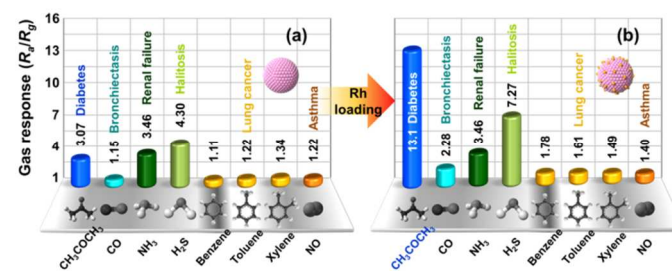 Gas response (Ra/Rg)
16
13
10
7
4
1
(a)
3.07 Diabetes
1.15 Bronchiectasis
3.46 Renal failure
4.30 Halitosis
1.11
1.22 Lung cancer
1.34
1.22 Asthma
CH₃COCH₃
CO
NH₃
H₂S
Benzene
Toluene
Xylene
NO
Rh
loading
(b)
13.1 Diabetes
2.28 Bronchiectasis
3.46 Renal failure
7.27 Halitosis
1.78
1.61 Lung cancer
1.49
1.40 Asthma
CH₃COCH₃
CO
NH₃
H₂S
Benzene
Toluene
Xylene
NO